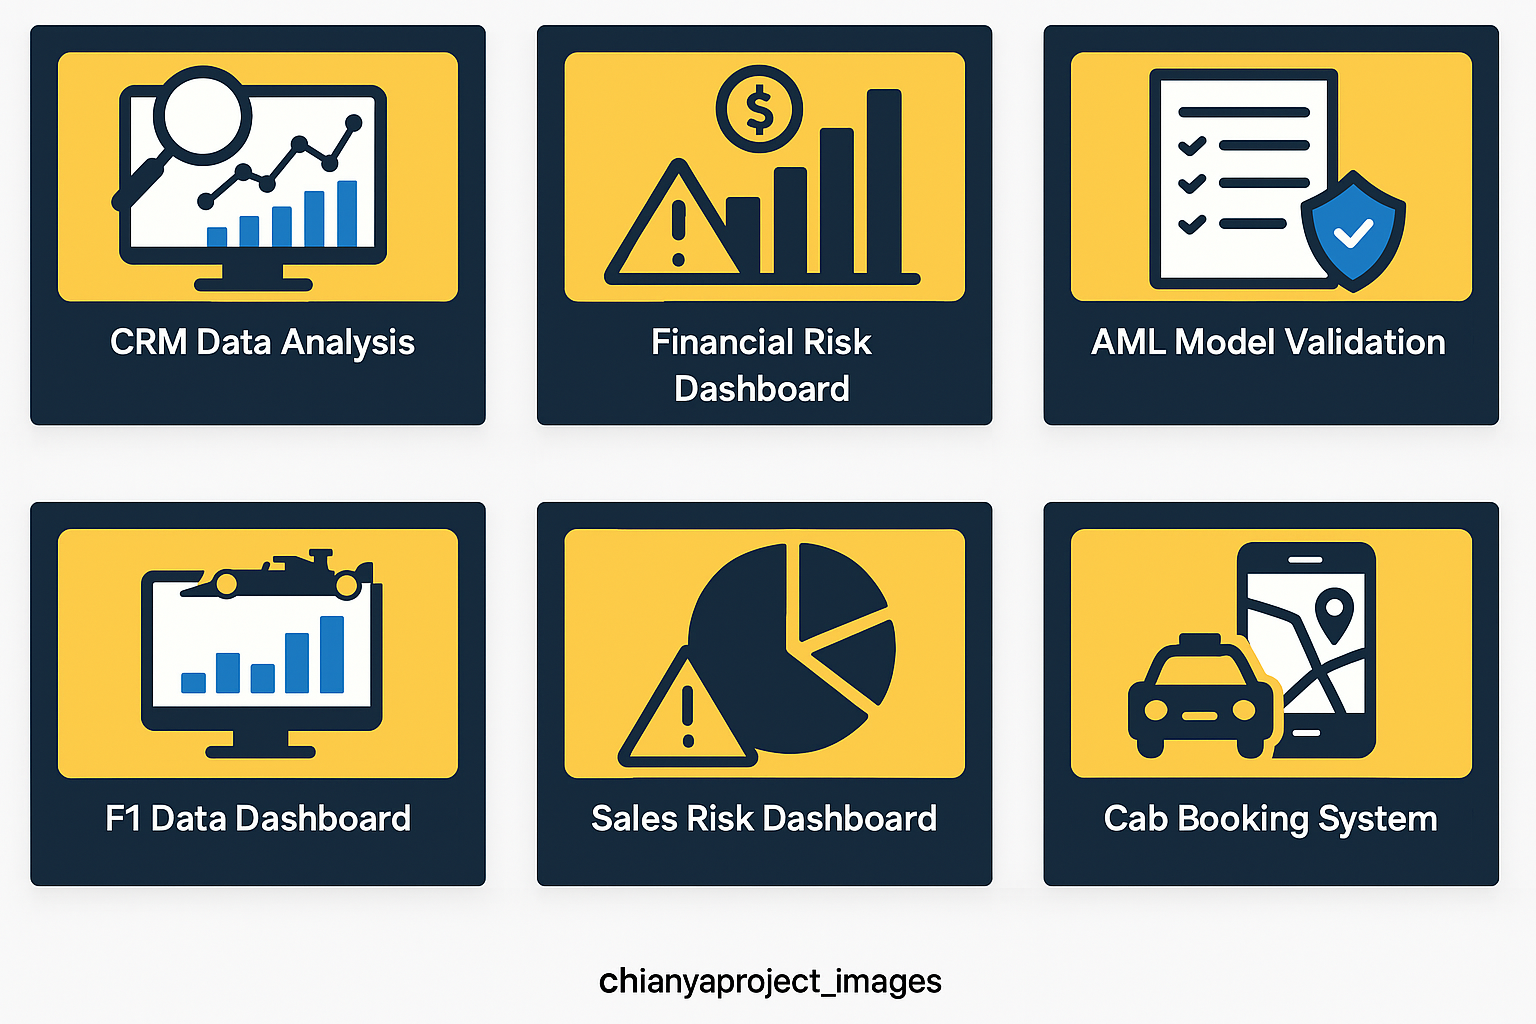 CRM Data Analysis
Financial Risk
Dashboard
AML Model Validation
F1 Data Dashboard
Sales Risk Dashboard
Cab Booking System
chianyaproject_images
$